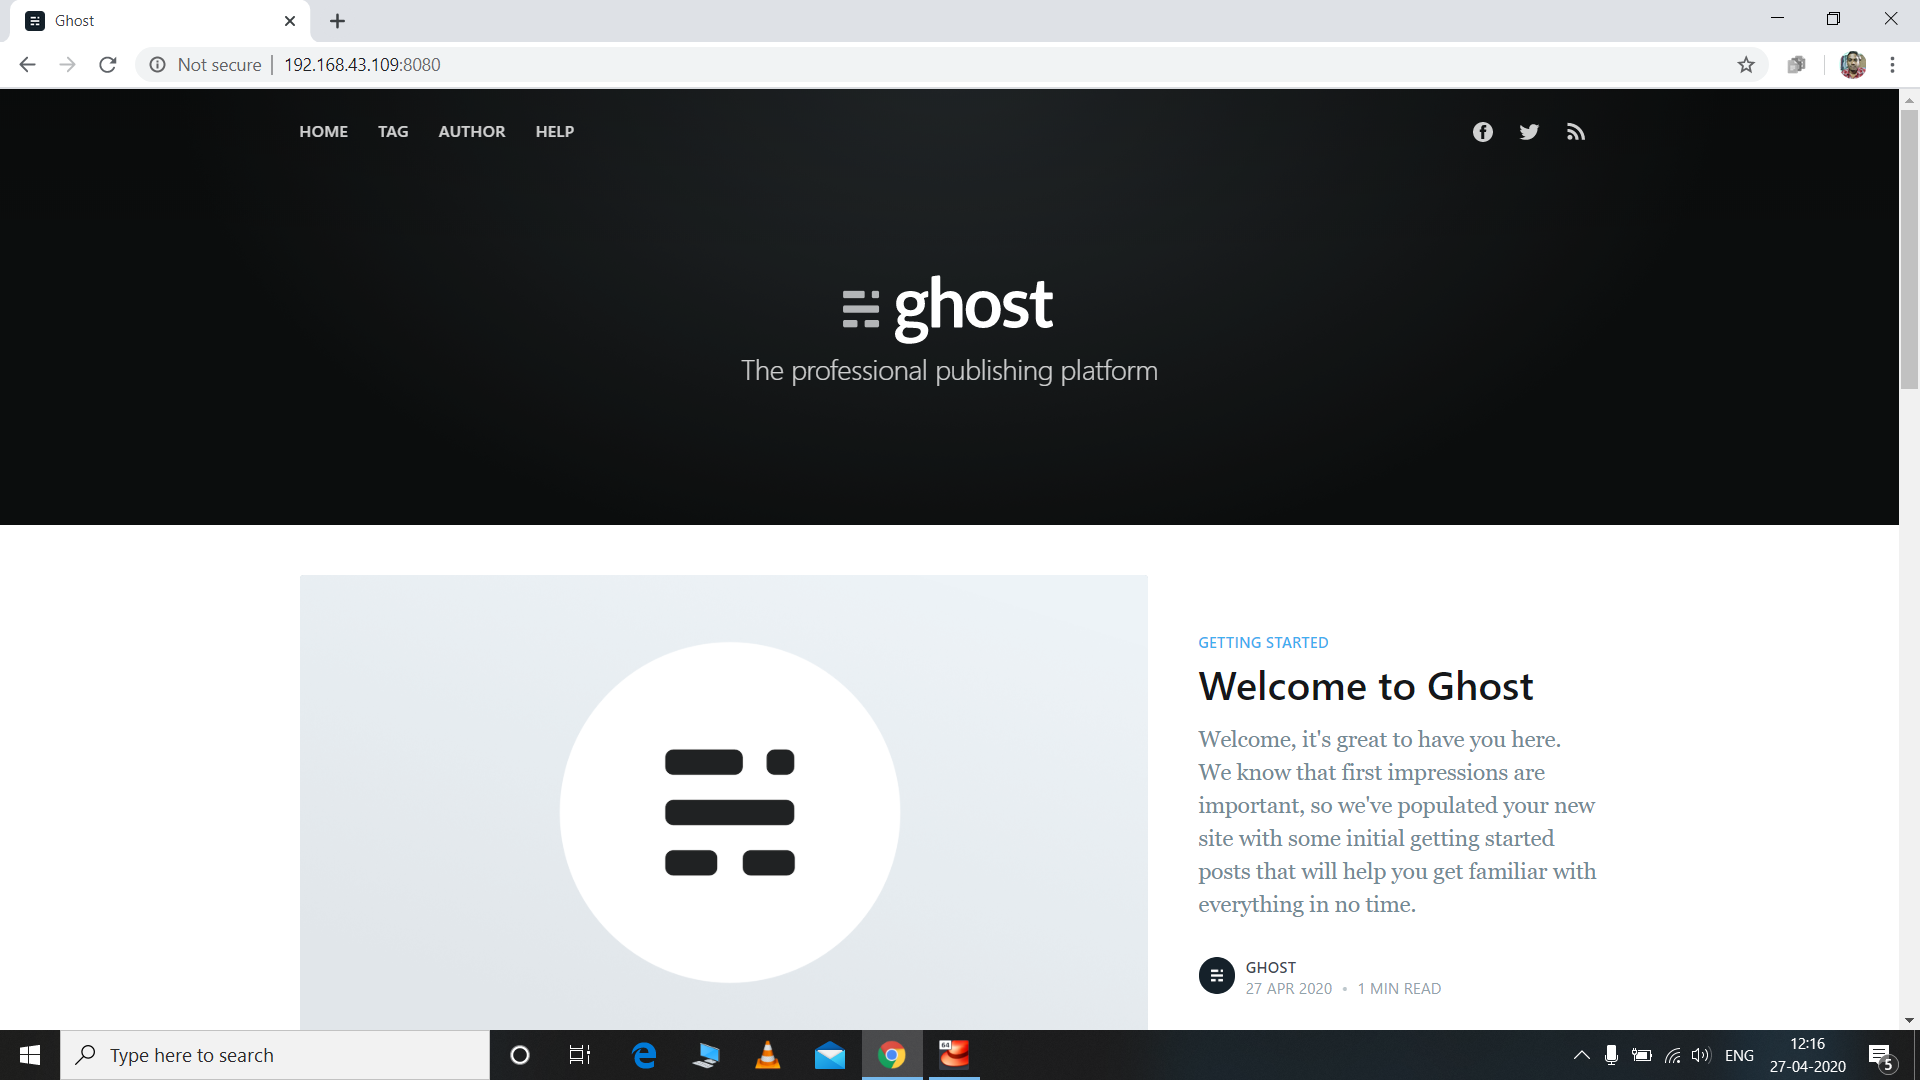 Ghost
Not secure | 192.168.43.109:8080
HOME TAG AUTHOR HELP
ghost
The professional publishing platform
GETTING STARTED
Welcome to Ghost
Welcome, it's great to have you here.
We know that first impressions are
important, so we've populated your new
site with some initial getting started
posts that will help you get familiar with
everything in no time.
GHOST
27 APR 2020 • 1 MIN READ
Type here to search
64
ENG
12:16
27-04-2020
5